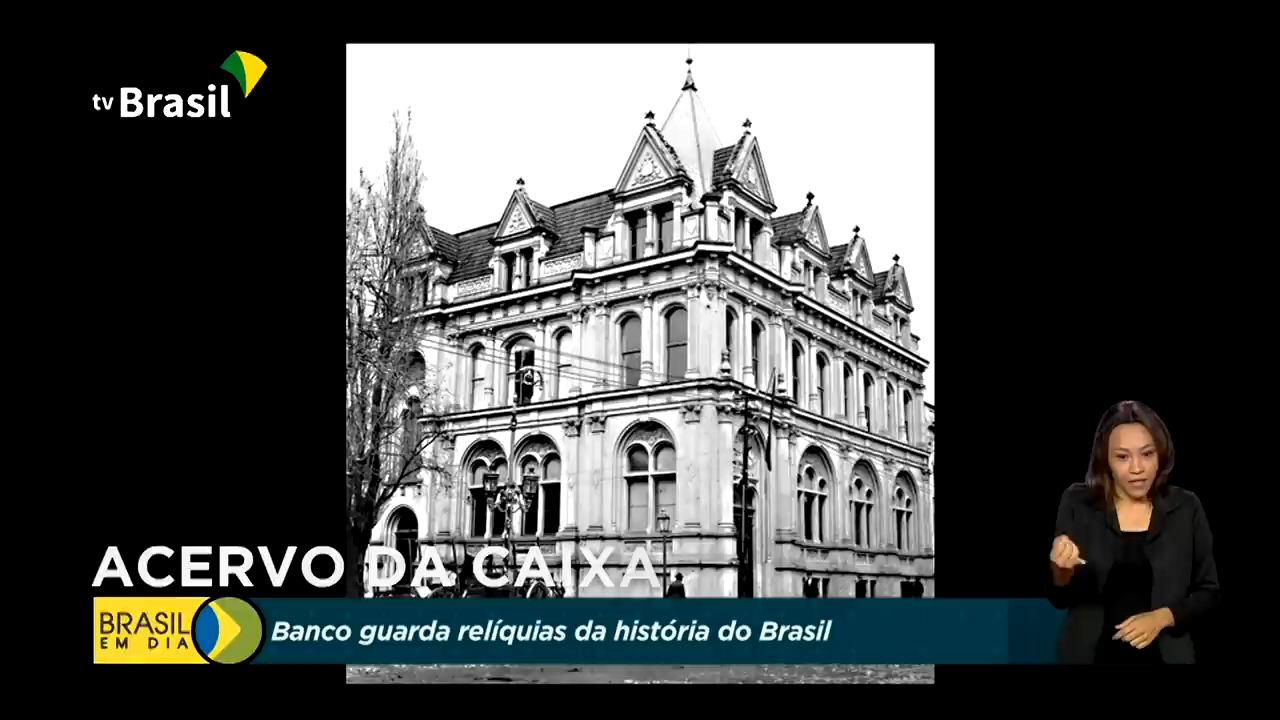 tv Brasil
ACERVO DA CAIXA
BRASIL
EM DIA
Banco guarda relíquias da história do Brasil